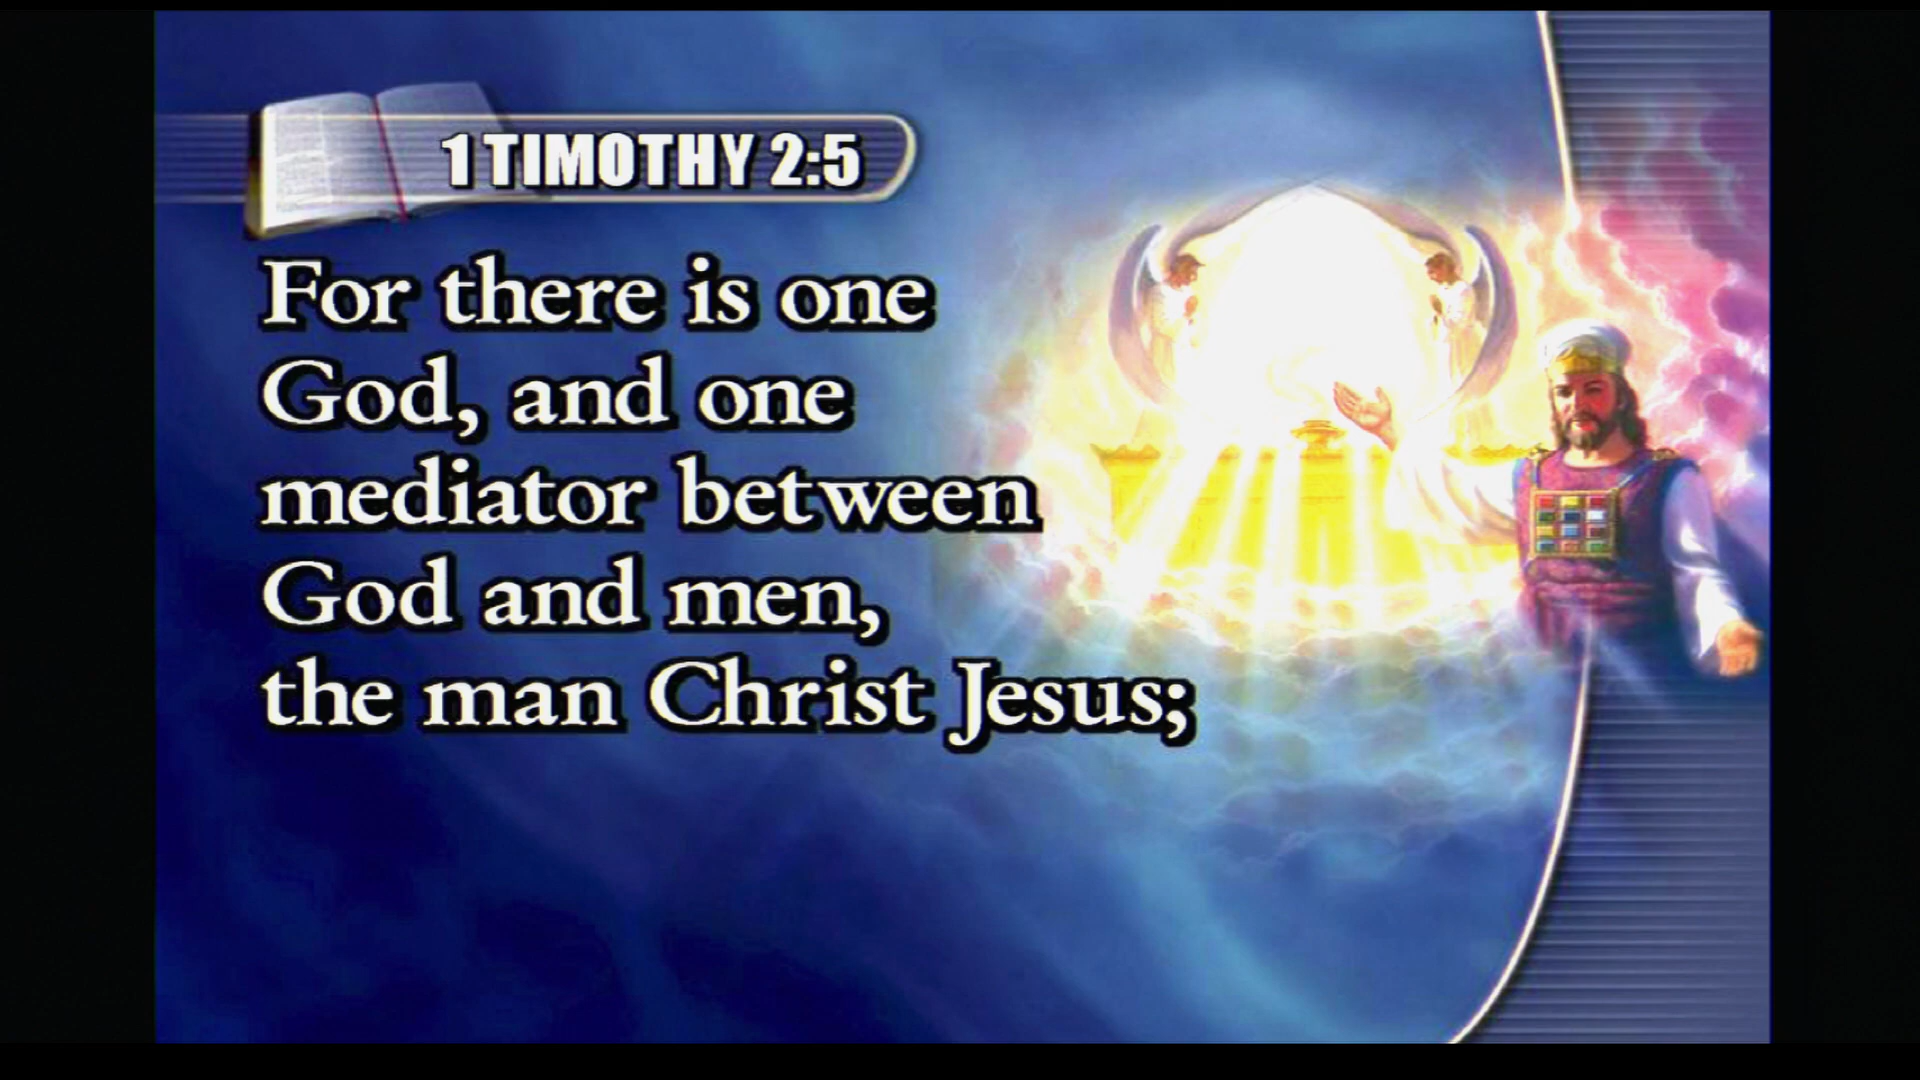 1 TIMOTHY 2:5
For there is one
God, and one
mediator between
God and men,
the man Christ Jesus;